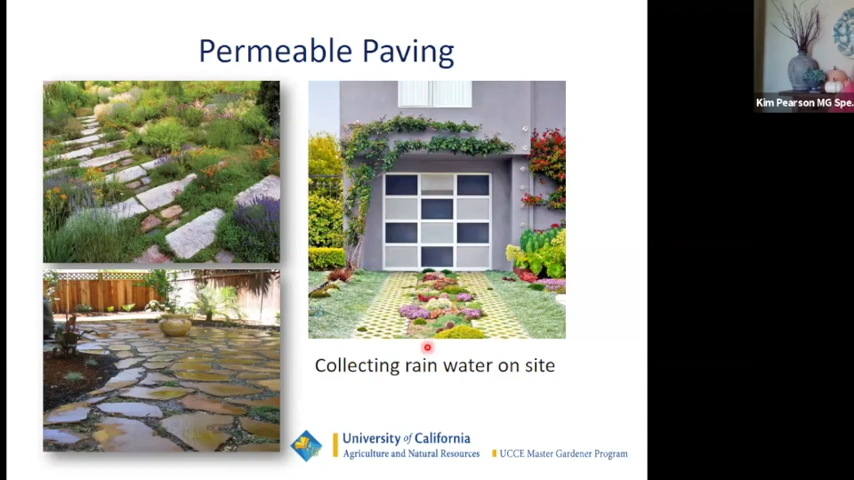 Permeable Paving
Kim Pearson MG Spe...
Collecting rain water on site
University of California
Agriculture and Natural Resources
UCCE Master Gardener Program